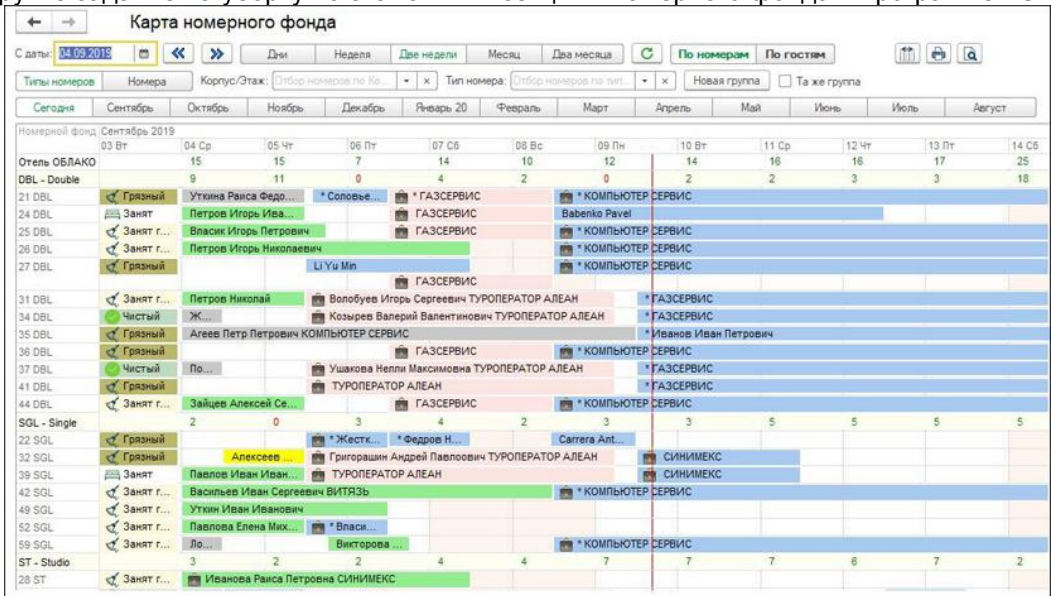 Карта номерного фонда
С даты: 04.09.2019 Дни Неделя Две недели Месяц Два месяца По номерам По гостям
Типы номеров Номера Корпус/Этаж: Отбор номеров по Ко... Тип номера: Отбор номеров по тип... Новая группа Та же группа
Сегодня Сентябрь Октябрь Ноябрь Декабрь Январь 20 Февраль Март Апрель Май Июнь Июль Август
Номерной фонд Сентябрь 2019
03 Вт 04 Ср 05 Чт 06 Пт 07 Сб 08 Вс 09 Пн 10 Вт 11 Ср 12 Чт 13 Пт 14 Сб
Отель ОБЛАКО 15 15 7 14 10 12 14 16 16 17 25
DBL - Double 9 11 0 4 2 0 2 2 3 3 18
21 DBL Грязный Уткина Раиса Федо... * Соловье... * ГАЗСЕРВИС * КОМПЬЮТЕР СЕРВИС
24 DBL Занят Петров Игорь Ива... ГАЗСЕРВИС Babenko Pavel
25 DBL Занят г... Власик Игорь Петрович ГАЗСЕРВИС * КОМПЬЮТЕР СЕРВИС
26 DBL Занят г... Петров Игорь Николаевич * КОМПЬЮТЕР СЕРВИС
27 DBL Грязный Li Yu Min * КОМПЬЮТЕР СЕРВИС
ГАЗСЕРВИС
31 DBL Занят г... Петров Николай Волобуев Игорь Сергеевич ТУРОПЕРАТОР АЛЕАН * ГАЗСЕРВИС
34 DBL Чистый Ж... Козырев Валерий Валентинович ТУРОПЕРАТОР АЛЕАН * ГАЗСЕРВИС
35 DBL Грязный Агеев Петр Петрович КОМПЬЮТЕР СЕРВИС * Иванов Иван Петрович
36 DBL Грязный ГАЗСЕРВИС * КОМПЬЮТЕР СЕРВИС
37 DBL Чистый По... Ушакова Нелли Максимовна ТУРОПЕРАТОР АЛЕАН * ГАЗСЕРВИС
41 DBL Грязный ТУРОПЕРАТОР АЛЕАН * ГАЗСЕРВИС
44 DBL Занят г... Зайцев Алексей Се... ГАЗСЕРВИС * КОМПЬЮТЕР СЕРВИС
SGL - Single 2 0 3 4 2 3 3 5 5 5 5
22 SGL Грязный * Жестк... * Федров Н... Carrera Ant...
32 SGL Грязный Алексеев ... Григорашин Андрей Павлоович ТУРОПЕРАТОР АЛЕАН СИНИМЕКС
39 SGL Занят Павлов Иван Иван... ТУРОПЕРАТОР АЛЕАН СИНИМЕКС
42 SGL Занят г... Васильев Иван Сергеевич ВИТЯЗЬ * КОМПЬЮТЕР СЕРВИС
49 SGL Занят г... Уткин Иван Иванович
52 SGL Занят г... Павлова Елена Мих... * Власи...
59 SGL Занят г... Ло... Викторова ... * КОМПЬЮТЕР СЕРВИС
ST - Studio 3 2 2 4 4 7 7 7 6 7 2
28 ST Занят г... Иванова Раиса Петровна СИНИМЕКС